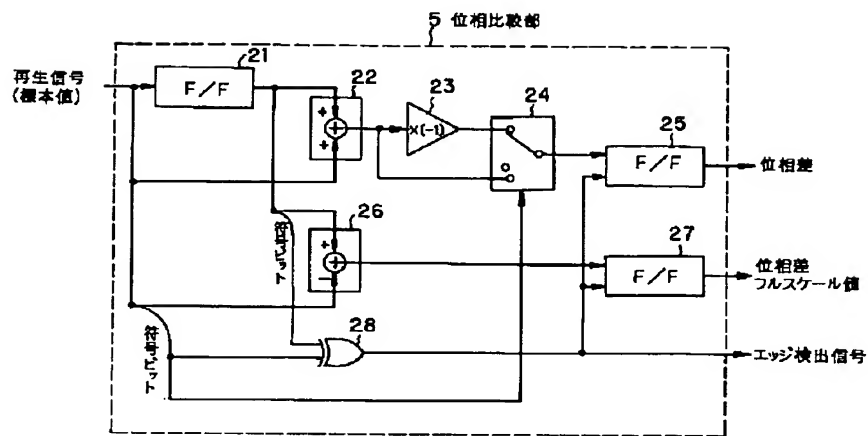 5 位相比較部
再生信号
(標本値)
21
F/F
22
+
+
23
×(-1)
24
25
F/F
位相差
26
+
−
符号ビット
27
F/F
位相差
フルスケール値
28
符号ビット
エッジ検出信号